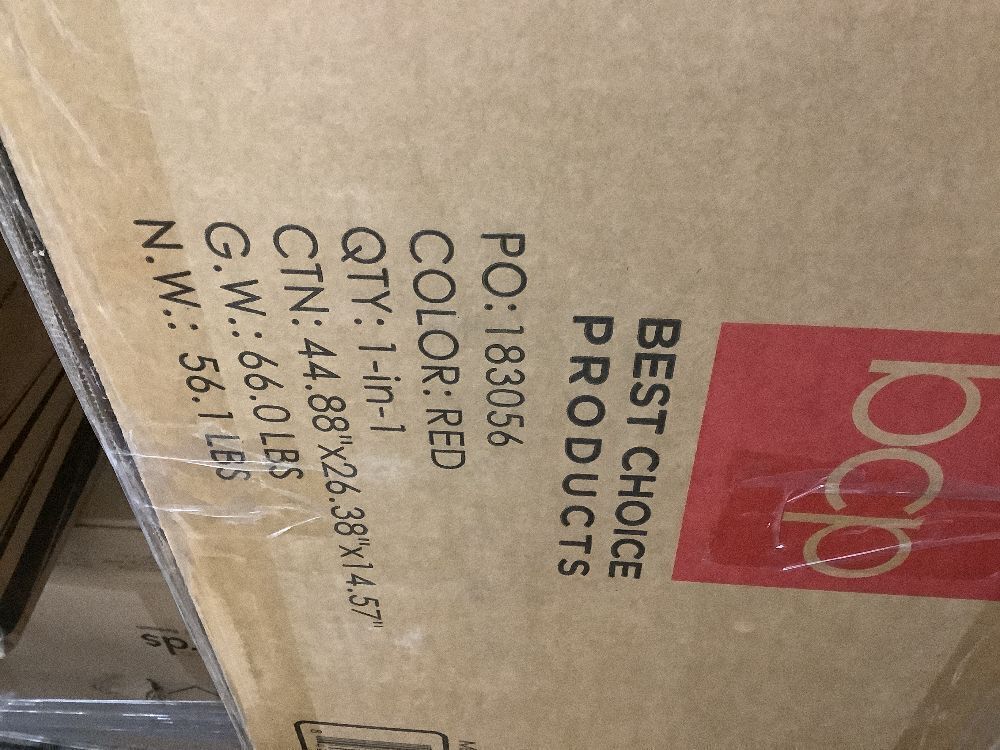 bcp
BEST CHOICE
PRODUCTS
PO: 183056
COLOR: RED
QTY: 1-in-1
CTN: 44.88"x26.38"x14.57"
G.W.: 66.0 LBS
N.W.: 56.1 LBS